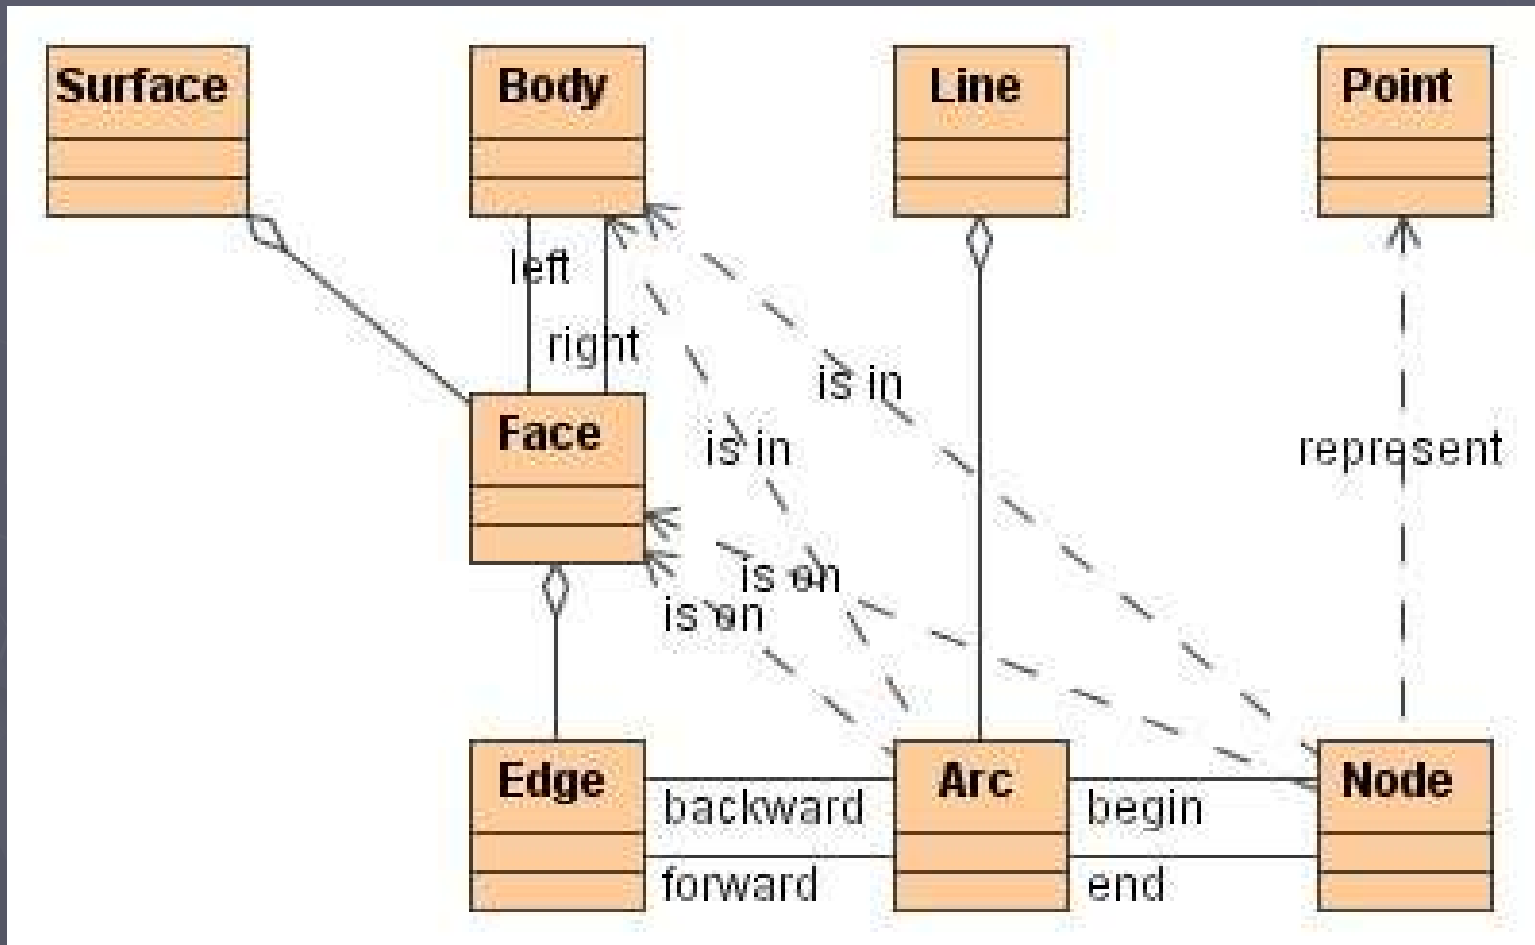 Surface
Body
Line
Point
left
right
is in
Face
is in
represent
is on
is on
Edge
Arc
Node
backward
begin
forward
end